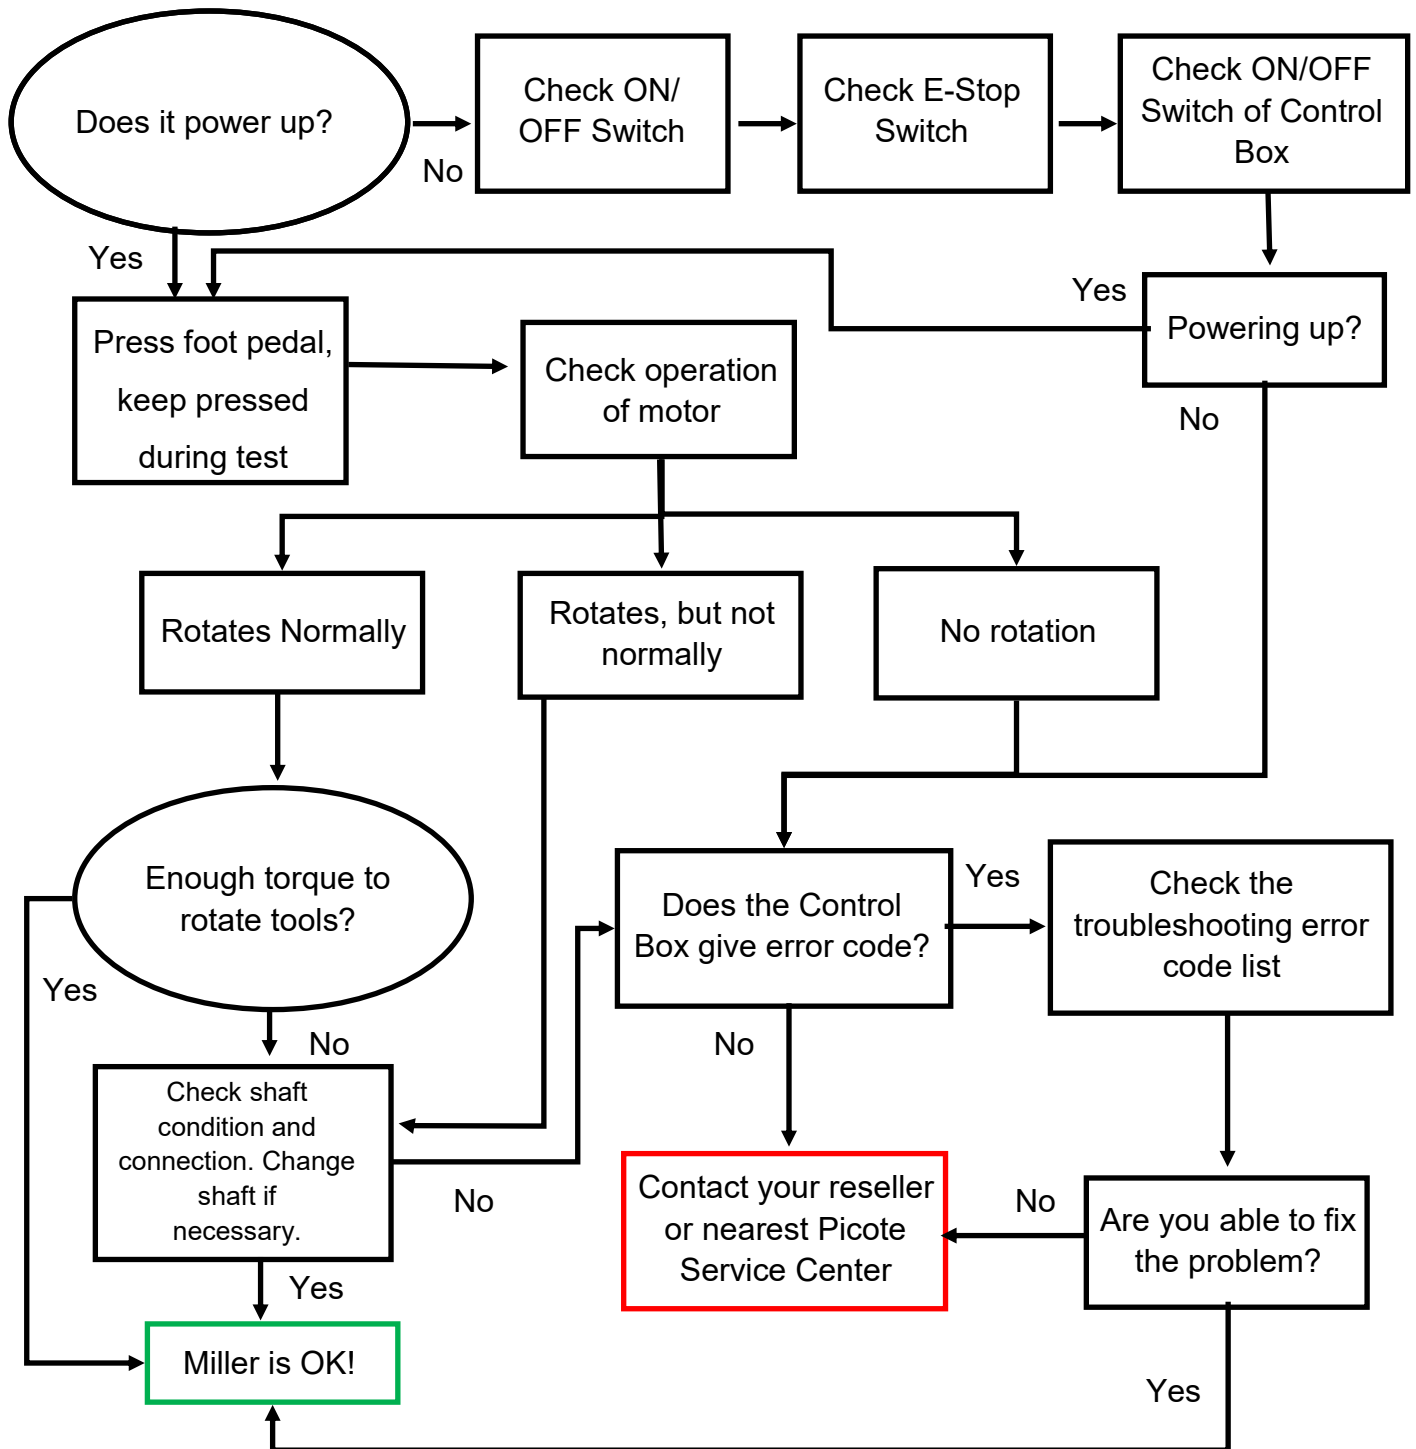 Does it power up?
No
Check ON/
OFF Switch
Check E-Stop
Switch
Check ON/OFF
Switch of Control
Box
Yes
Yes
Powering up?
No
Press foot pedal,
keep pressed
during test
Check operation
of motor
Rotates Normally
Rotates, but not
normally
No rotation
Enough torque to
rotate tools?
Yes
No
Does the Control
Box give error code?
Yes
No
Check the
troubleshooting error
code list
Check shaft
condition and
connection. Change
shaft if
necessary.
No
Yes
Contact your reseller
or nearest Picote
Service Center
No
Are you able to fix
the problem?
Yes
Miller is OK!